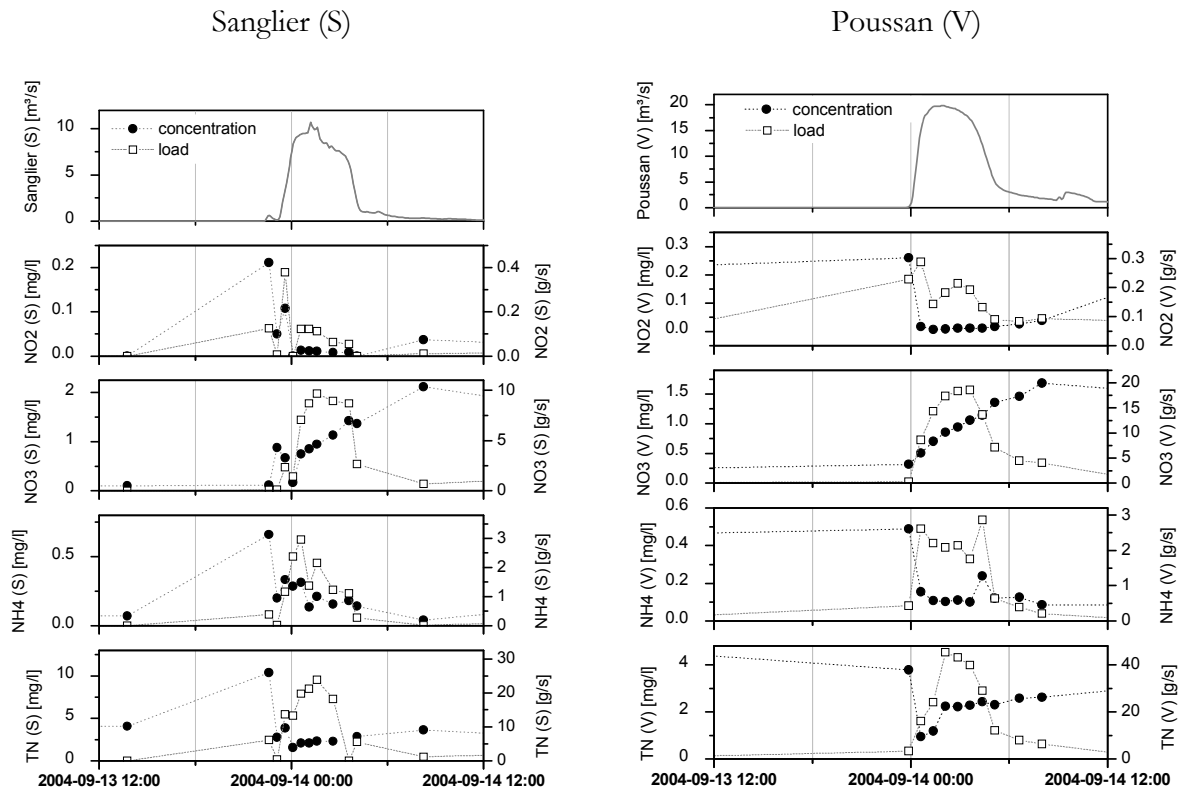 Sanglier (S)
Sanglier (S) [m³/s]
10
5
0
concentration
load
NO2 (S) [mg/l]
0.2
0.1
0.0
0.4
0.2
0.0
NO2 (S) [g/s]
NO3 (S) [mg/l]
2
1
0
10
5
0
NO3 (S) [g/s]
NH4 (S) [mg/l]
0.5
0.0
3
2
1
0
NH4 (S) [g/s]
TN (S) [mg/l]
10
5
0
30
20
10
0
TN (S) [g/s]
2004-09-13 12:00
2004-09-14 00:00
2004-09-14 12:00
Poussan (V)
Poussan (V) [m³/s]
20
15
10
5
0
concentration
load
NO2 (V) [mg/l]
0.3
0.2
0.1
0.0
0.3
0.2
0.1
0.0
NO2 (V) [g/s]
NO3 (V) [mg/l]
1.5
1.0
0.5
0.0
20
15
10
5
0
NO3 (V) [g/s]
NH4 (V) [mg/l]
0.6
0.4
0.2
0.0
3
2
1
0
NH4 (V) [g/s]
TN (V) [mg/l]
4
2
0
40
20
0
TN (V) [g/s]
2004-09-13 12:00
2004-09-14 00:00
2004-09-14 12:00